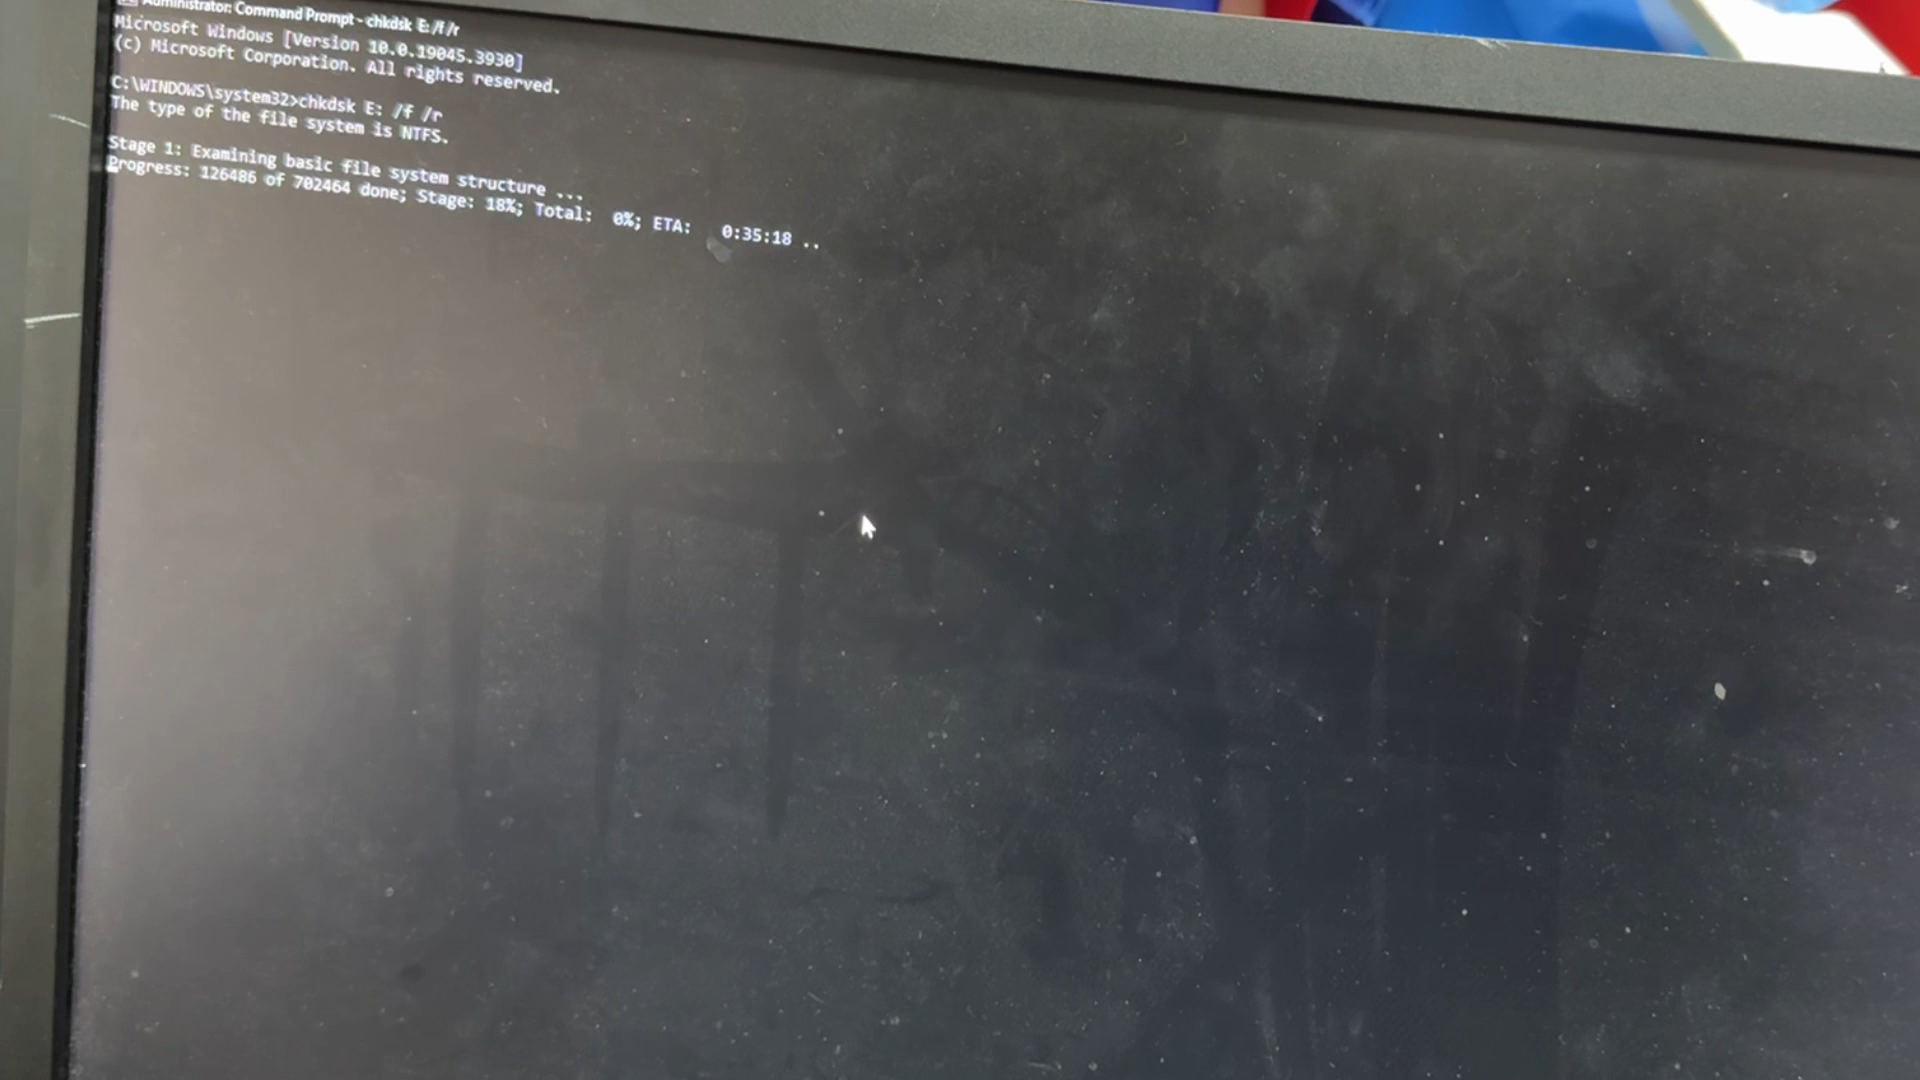 Administrator: Command Prompt - chkdsk E: /f /r
Microsoft Windows [Version 10.0.19045.3930]
(c) Microsoft Corporation. All rights reserved.
C:\WINDOWS\system32>chkdsk E: /f /r
The type of the file system is NTFS.
Stage 1: Examining basic file system structure ...
Progress: 126486 of 702464 done; Stage: 18%; Total:  0%; ETA:   0:35:18 ..